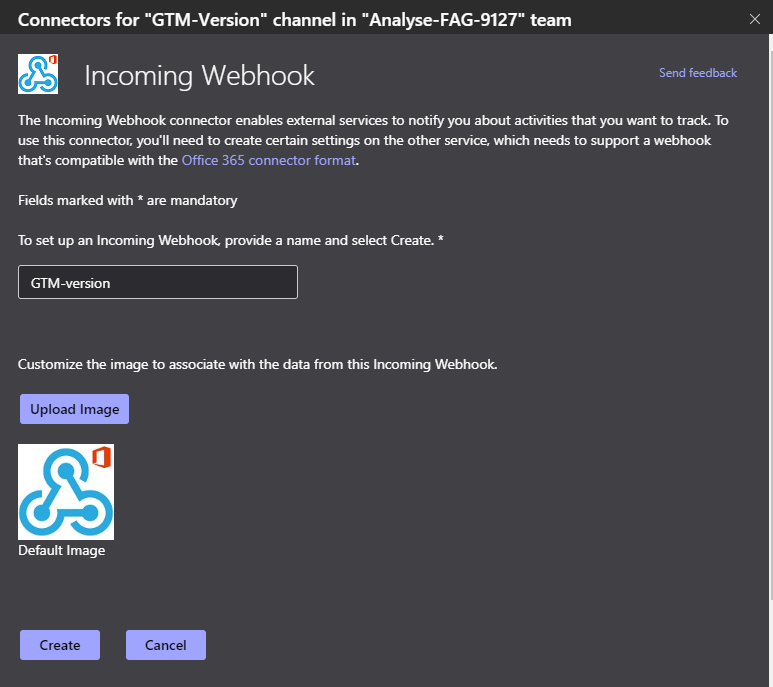 Connectors for "GTM-Version" channel in "Analyse-FAG-9127" team
Incoming Webhook
Send feedback
The Incoming Webhook connector enables external services to notify you about activities that you want to track. To
use this connector, you'll need to create certain settings on the other service, which needs to support a webhook
that's compatible with the Office 365 connector format.
Fields marked with * are mandatory
To set up an Incoming Webhook, provide a name and select Create. *
GTM-version
Customize the image to associate with the data from this Incoming Webhook.
Upload Image
Default Image
Create
Cancel